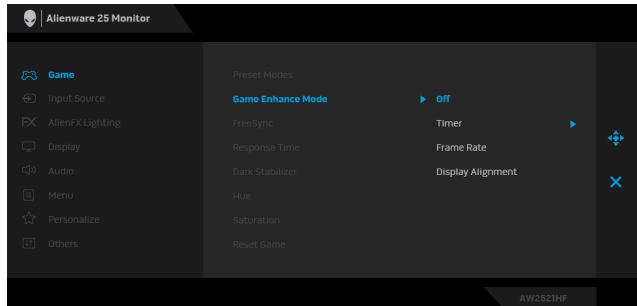 Alienware 25 Monitor
Game
Input Source
AlienFX Lighting
Display
Audio
Menu
Personalize
Others
Preset Modes
Game Enhance Mode
FreeSync
Response Time
Dark Stabilizer
Hue
Saturation
Reset Game
Off
Timer
Frame Rate
Display Alignment
AW2521HF